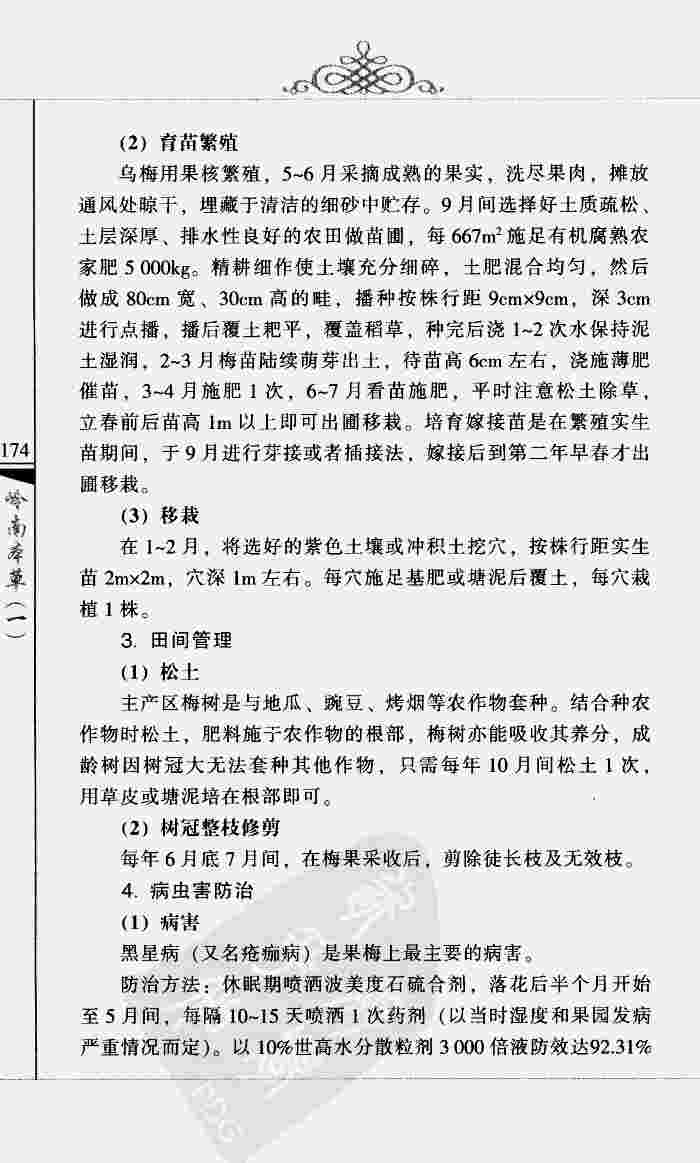 (2) 育苗繁殖
乌梅用果核繁殖，5~6 月采摘成熟的果实，洗尽果肉，摊放
通风处晾干，埋藏于清洁的细砂中贮存。9 月间选择好土质疏松、
土层深厚、排水性良好的农田做苗圃，每 667m² 施足有机腐熟农
家肥 5 000kg。精耕细作使土壤充分细碎，土肥混合均匀，然后
做成 80cm 宽、30cm 高的畦，播种按株行距 9cm×9cm，深 3cm
进行点播，播后覆土耙平，覆盖稻草，种完后浇 1~2 次水保持泥
土湿润，2~3 月梅苗陆续萌芽出土，待苗高 6cm 左右，浇施薄肥
催苗，3~4 月施肥 1 次，6~7 月看苗施肥，平时注意松土除草，
立春前后苗高 1m 以上即可出圃移栽。培育嫁接苗是在繁殖实生
苗期间，于 9 月进行芽接或者插接法，嫁接后到第二年早春才出
圃移栽。
(3) 移栽
在 1~2 月，将选好的紫色土壤或冲积土挖穴，按株行距实生
苗 2m×2m，穴深 1m 左右。每穴施足基肥或塘泥后覆土，每穴栽
植 1 株。
3. 田间管理
(1) 松土
主产区梅树是与地瓜、豌豆、烤烟等农作物套种。结合种农
作物时松土，肥料施于农作物的根部，梅树亦能吸收其养分，成
龄树因树冠大无法套种其他作物，只需每年 10 月间松土 1 次，
用草皮或塘泥培在根部即可。
(2) 树冠整枝修剪
每年 6 月底 7 月间，在梅果采收后，剪除徒长枝及无效枝。
4. 病虫害防治
(1) 病害
黑星病（又名疮痂病）是果梅上最主要的病害。
防治方法：休眠期喷洒波美度石硫合剂，落花后半个月开始
至 5 月间，每隔 10~15 天喷洒 1 次药剂（以当时湿度和果园发病
严重情况而定）。以 10%世高水分散粒剂 3 000 倍液防效达92.31%
174
岭南本草（一）
PDG